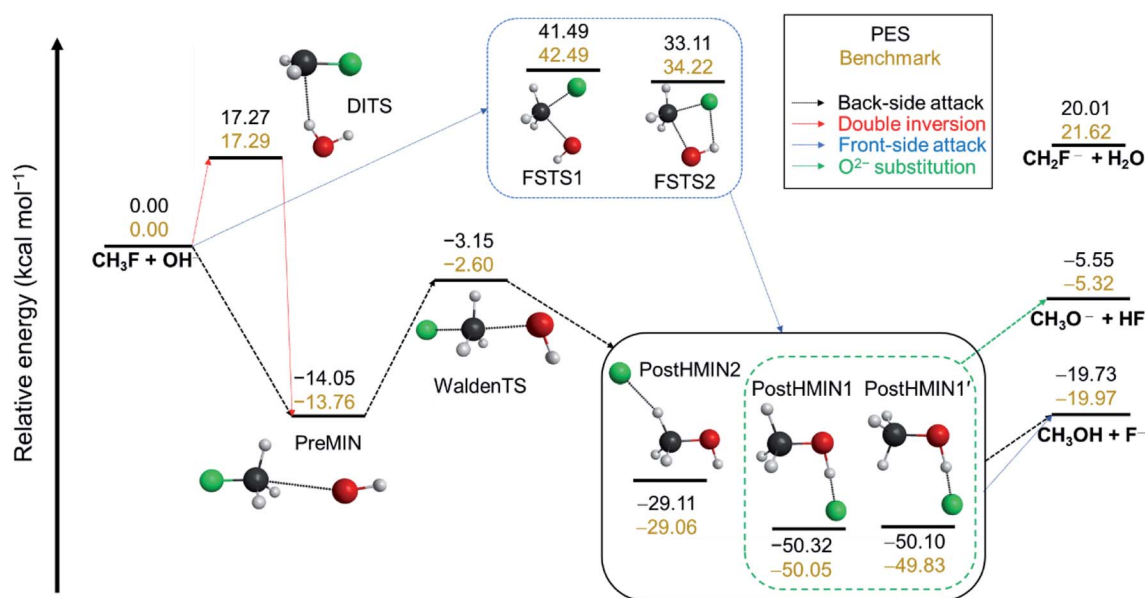 Relative energy (kcal mol⁻¹)
0.00
0.00
CH₃F + OH
17.27
17.29
DITS
−14.05
−13.76
PreMIN
−3.15
−2.60
WaldenTS
41.49
42.49
FSTS1
33.11
34.22
FSTS2
PES
Benchmark
Back-side attack
Double inversion
Front-side attack
O²⁻ substitution
PostHMIN2
−29.11
−29.06
PostHMIN1
−50.32
−50.05
PostHMIN1'
−50.10
−49.83
20.01
21.62
CH₂F⁻ + H₂O
−5.55
−5.32
CH₃O⁻ + HF
−19.73
−19.97
CH₃OH + F⁻